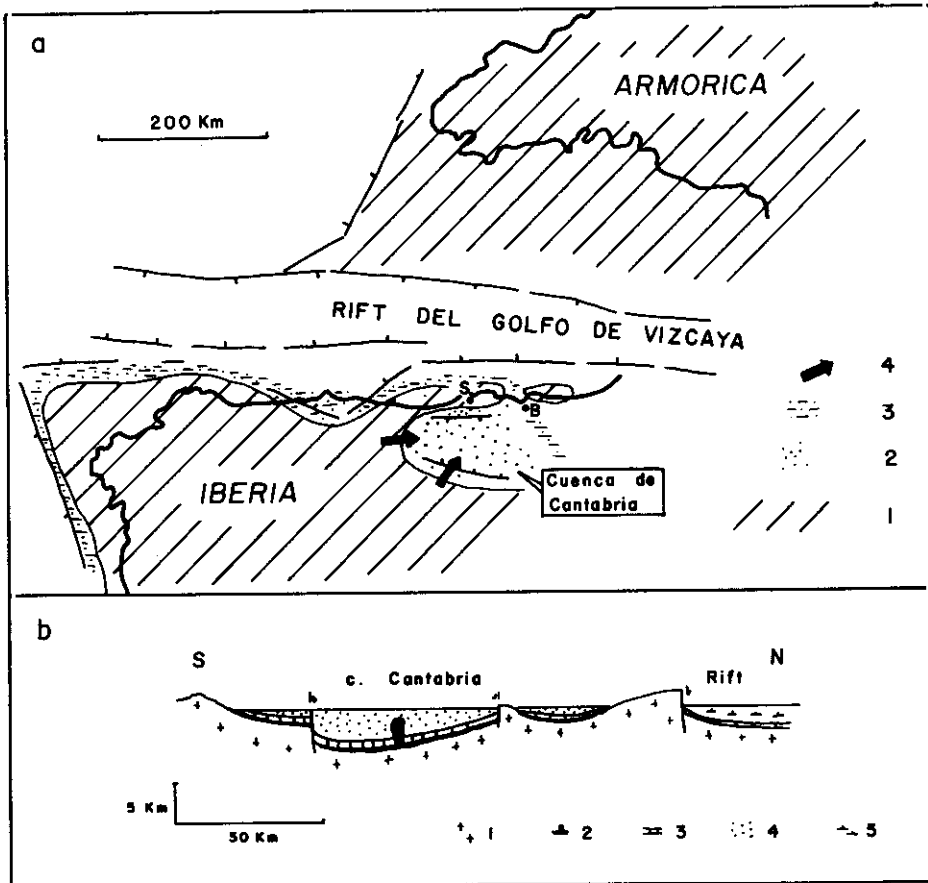 a
ARMORICA
200 Km
RIFT DEL GOLFO DE VIZCAYA
4
S
B
3
2
Cuenca de
Cantabria
IBERIA
1
b
S
N
c. Cantabria
Rift
5 Km
50 Km
1
2
3
4
5